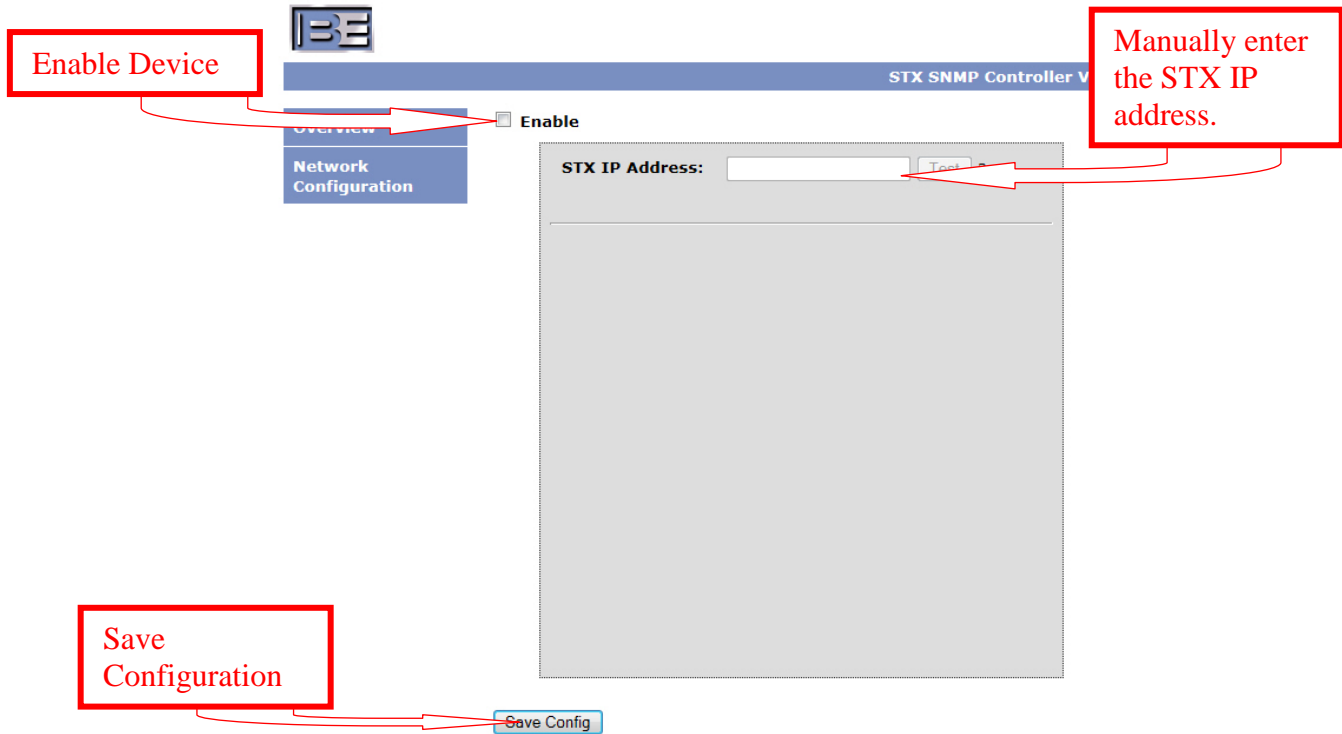 BE
Enable Device
Manually enter
the STX IP
address.
STX SNMP Controller V
Overview
Enable
Network
Configuration
STX IP Address:
Test
Save
Configuration
Save Config